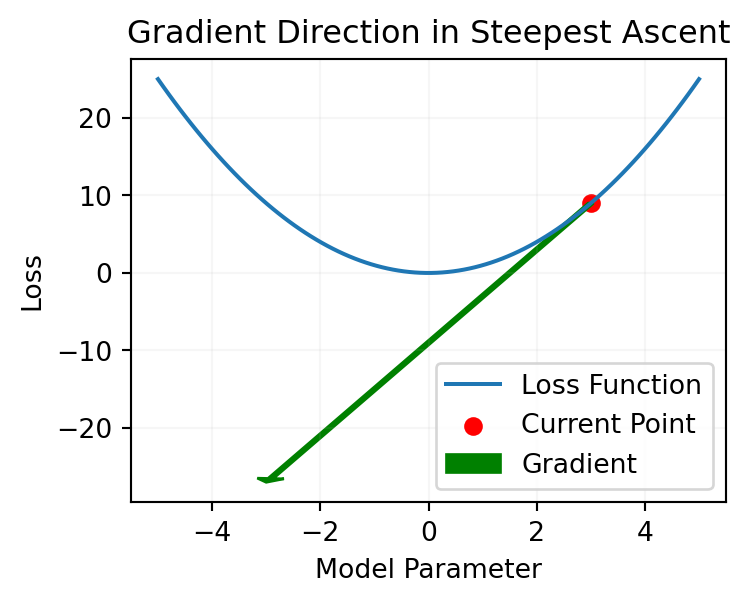 Gradient Direction in Steepest Ascent
20
10
0
−10
−20
Loss
Loss Function
Current Point
Gradient
−4
−2
0
2
4
Model Parameter